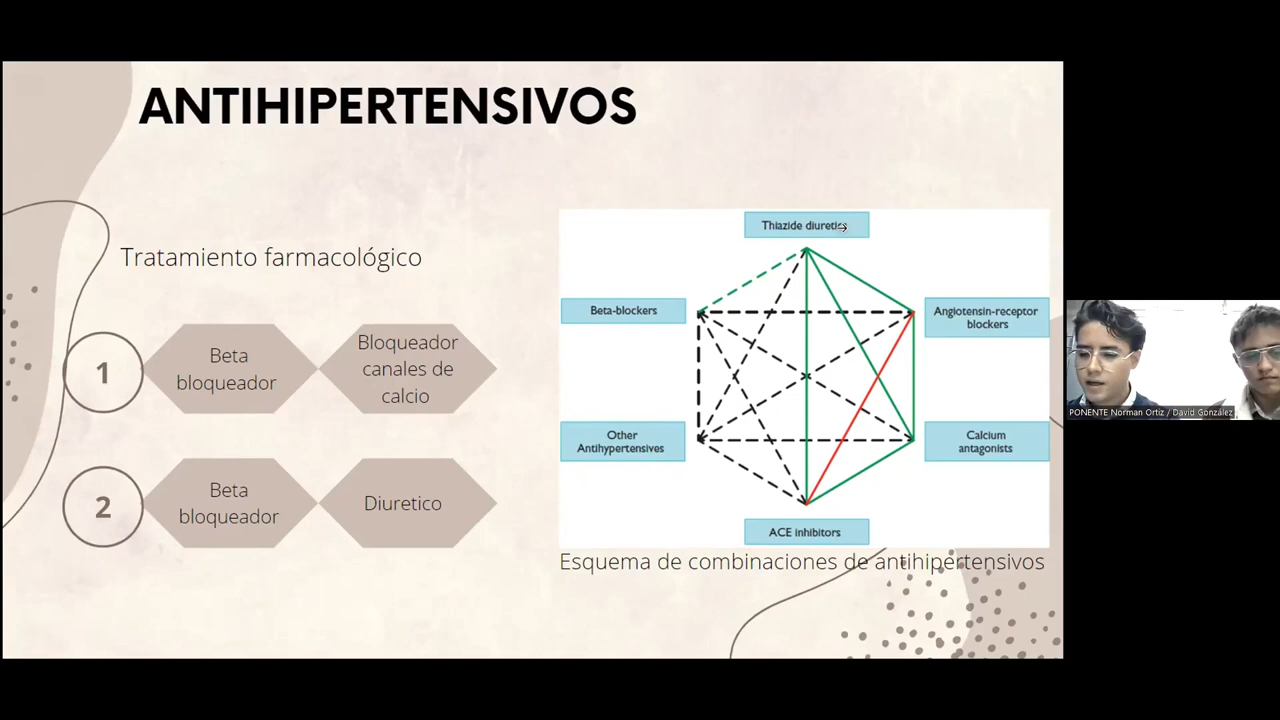 ANTIHIPERTENSIVOS
Tratamiento farmacológico
1
Beta
bloqueador
Bloqueador
canales de
calcio
2
Beta
bloqueador
Diuretico
Thiazide diuretics
Beta-blockers
Angiotensin-receptor
blockers
Other
Antihypertensives
Calcium
antagonists
ACE inhibitors
Esquema de combinaciones de antihipertensivos
PONENTE Norman Ortiz / David González